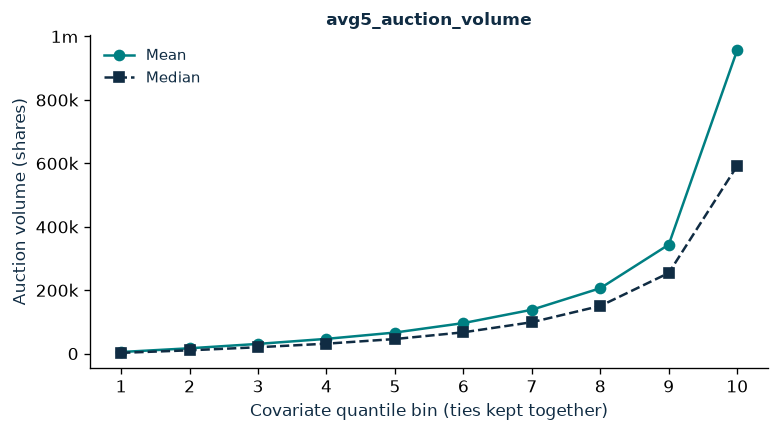 avg5_auction_volume
Mean
Median
Auction volume (shares)
1m
800k
600k
400k
200k
0
1 2 3 4 5 6 7 8 9 10
Covariate quantile bin (ties kept together)